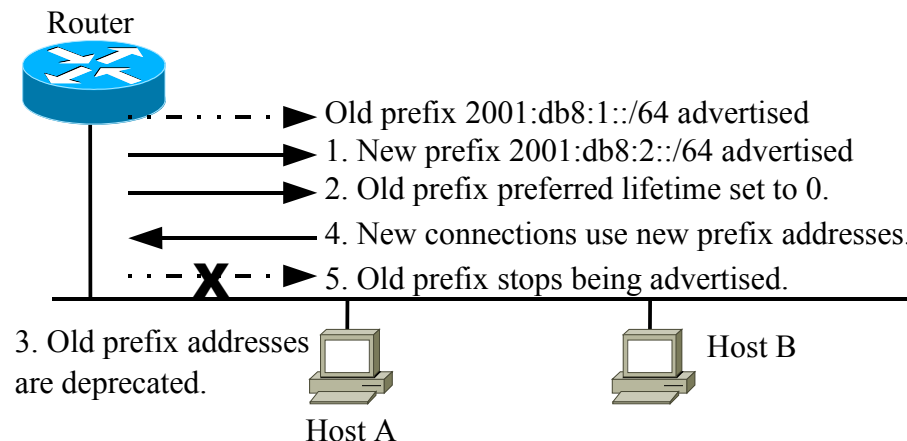 Router
Old prefix 2001:db8:1::/64 advertised
1. New prefix 2001:db8:2::/64 advertised
2. Old prefix preferred lifetime set to 0.
4. New connections use new prefix addresses.
X
5. Old prefix stops being advertised.
3. Old prefix addresses
are deprecated.
Host B
Host A